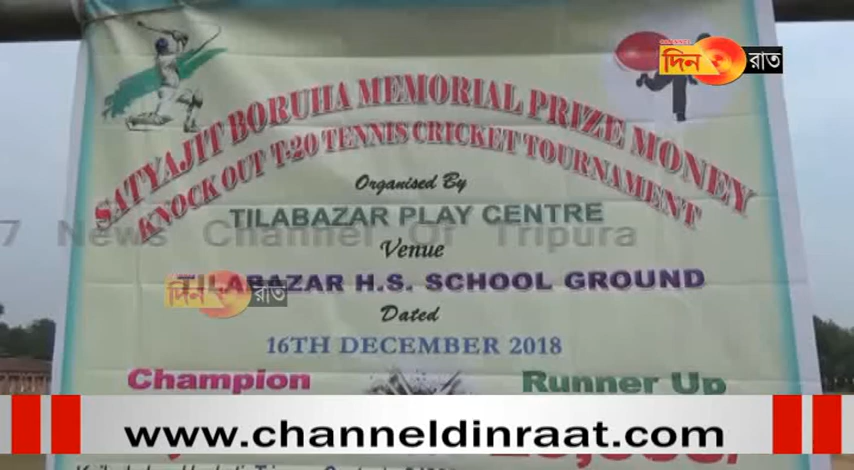 CHANNEL
দিন রাত
SATYAJIT BORUHA MEMORIAL PRIZE MONEY
KNOCK OUT T-20 TENNIS CRICKET TOURNAMENT
Organised By
TILABAZAR PLAY CENTRE
7 News Channel Of Tripura
Venue
TILABAZAR H.S. SCHOOL GROUND
দিন রাত
Dated
16TH DECEMBER 2018
Champion Runner Up
www.channeldinraat.com